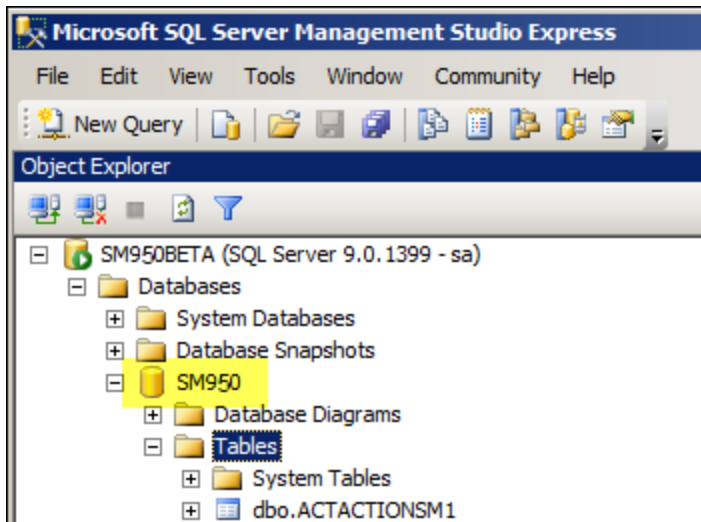 Microsoft SQL Server Management Studio Express
File Edit View Tools Window Community Help
New Query
Object Explorer
SM950BETA (SQL Server 9.0.1399 - sa)
Databases
System Databases
Database Snapshots
SM950
Database Diagrams
Tables
System Tables
dbo.ACTACTIONSM1